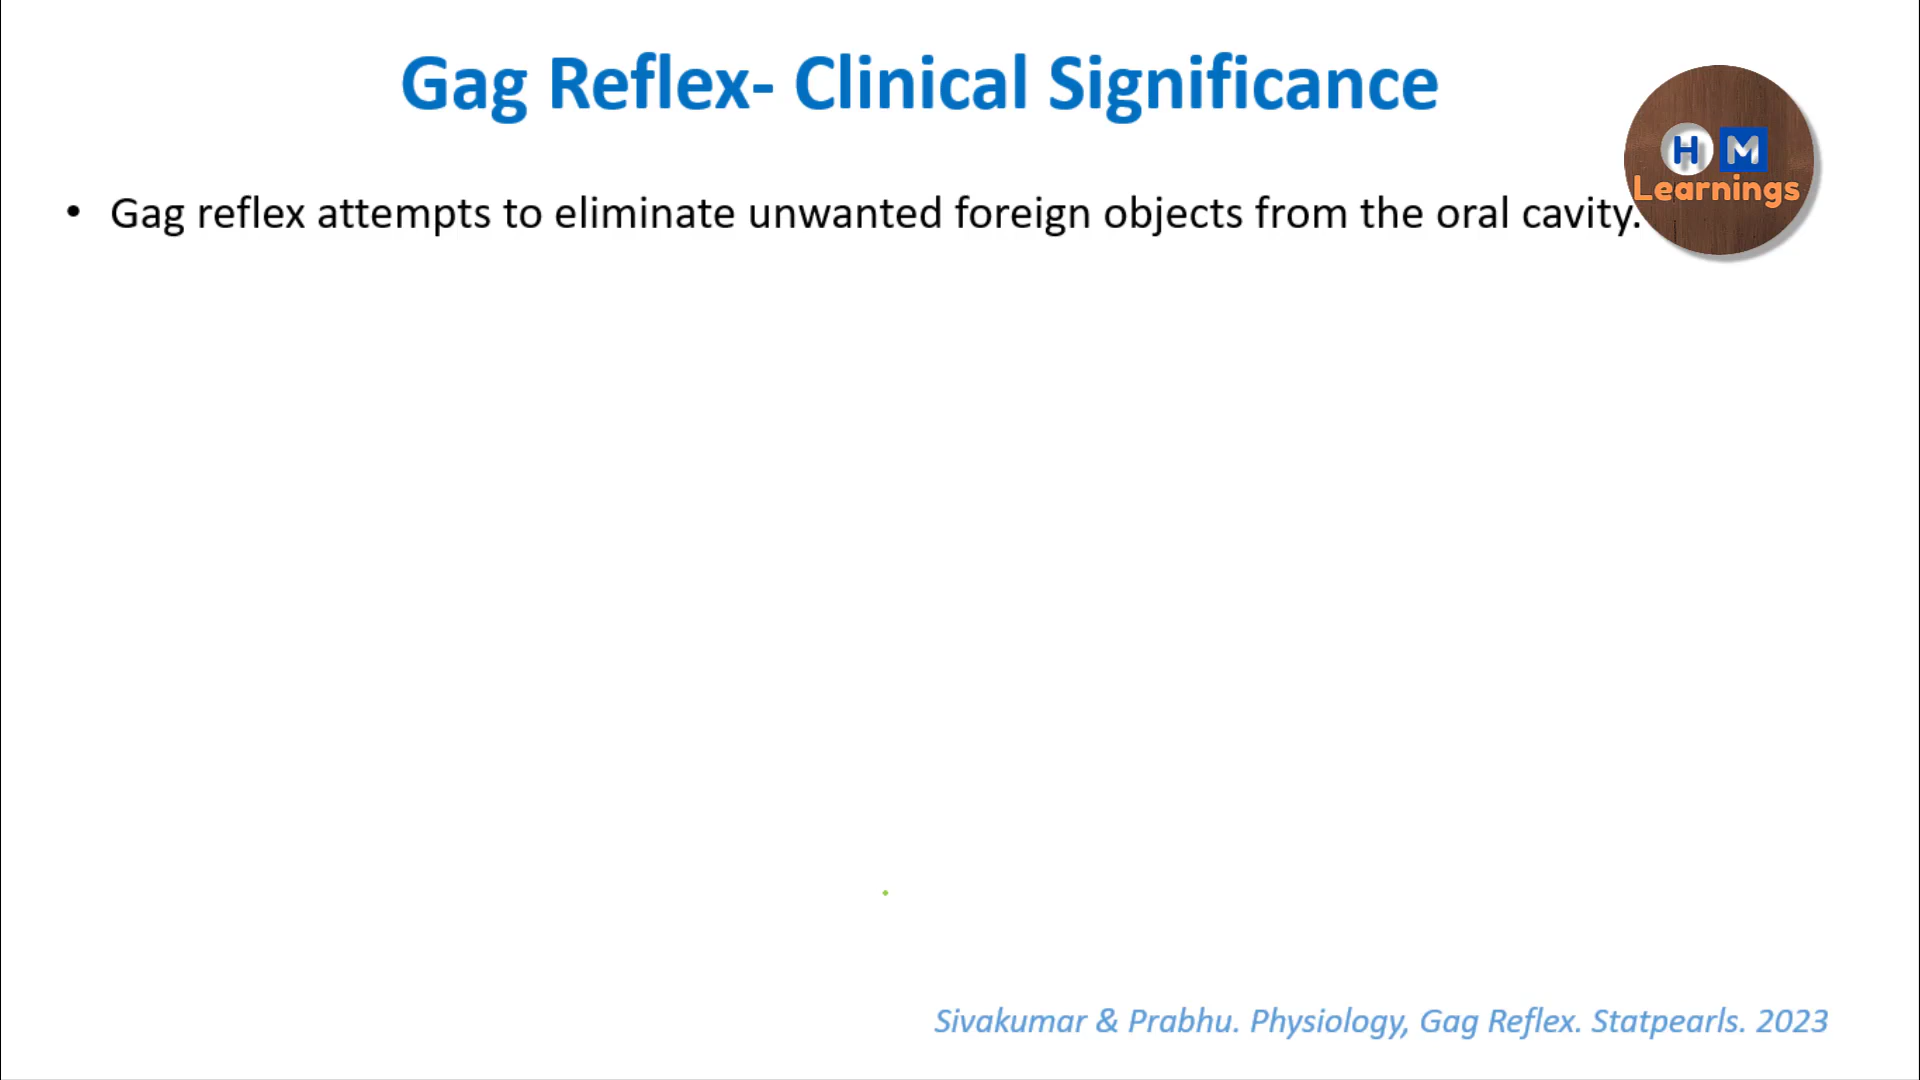 Gag Reflex- Clinical Significance
H M
Learnings
• Gag reflex attempts to eliminate unwanted foreign objects from the oral cavity.
Sivakumar & Prabhu. Physiology, Gag Reflex. Statpearls. 2023